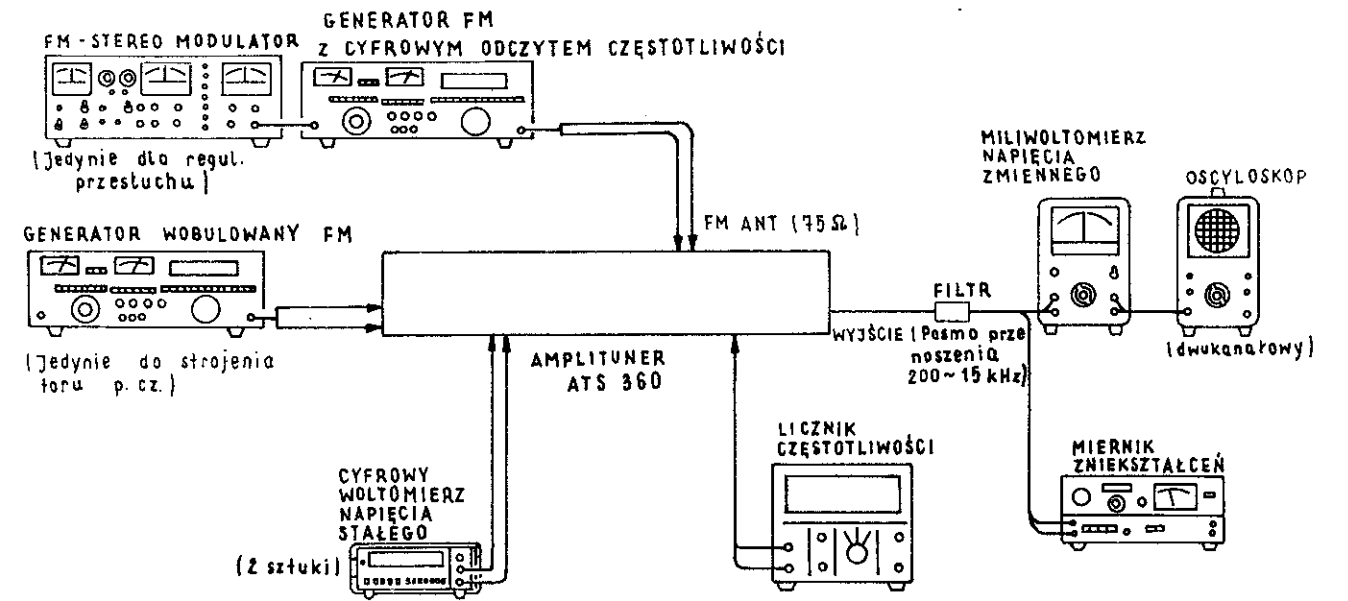 GENERATOR FM
Z CYFROWYM ODCZYTEM CZĘSTOTLIWOŚCI
FM-STEREO MODULATOR
(Jedynie dla regul.
przesłuchu)
FM ANT (75Ω)
GENERATOR WOBULOWANY FM
(Jedynie do strojenia
toru p. cz.)
AMPLITUNER
ATS 360
MILIWOLTOMIERZ
NAPIĘCIA
ZMIENNEGO
OSCYLOSKOP
(dwukanałowy)
FILTR
WYJŚCIE (Pasmo prze
noszenia
200~15 kHz)
CYFROWY
WOLTOMIERZ
NAPIĘCIA
STAŁEGO
(2 sztuki)
LICZNIK
CZĘSTOTLIWOŚCI
MIERNIK
ZNIEKSZTAŁCEŃ